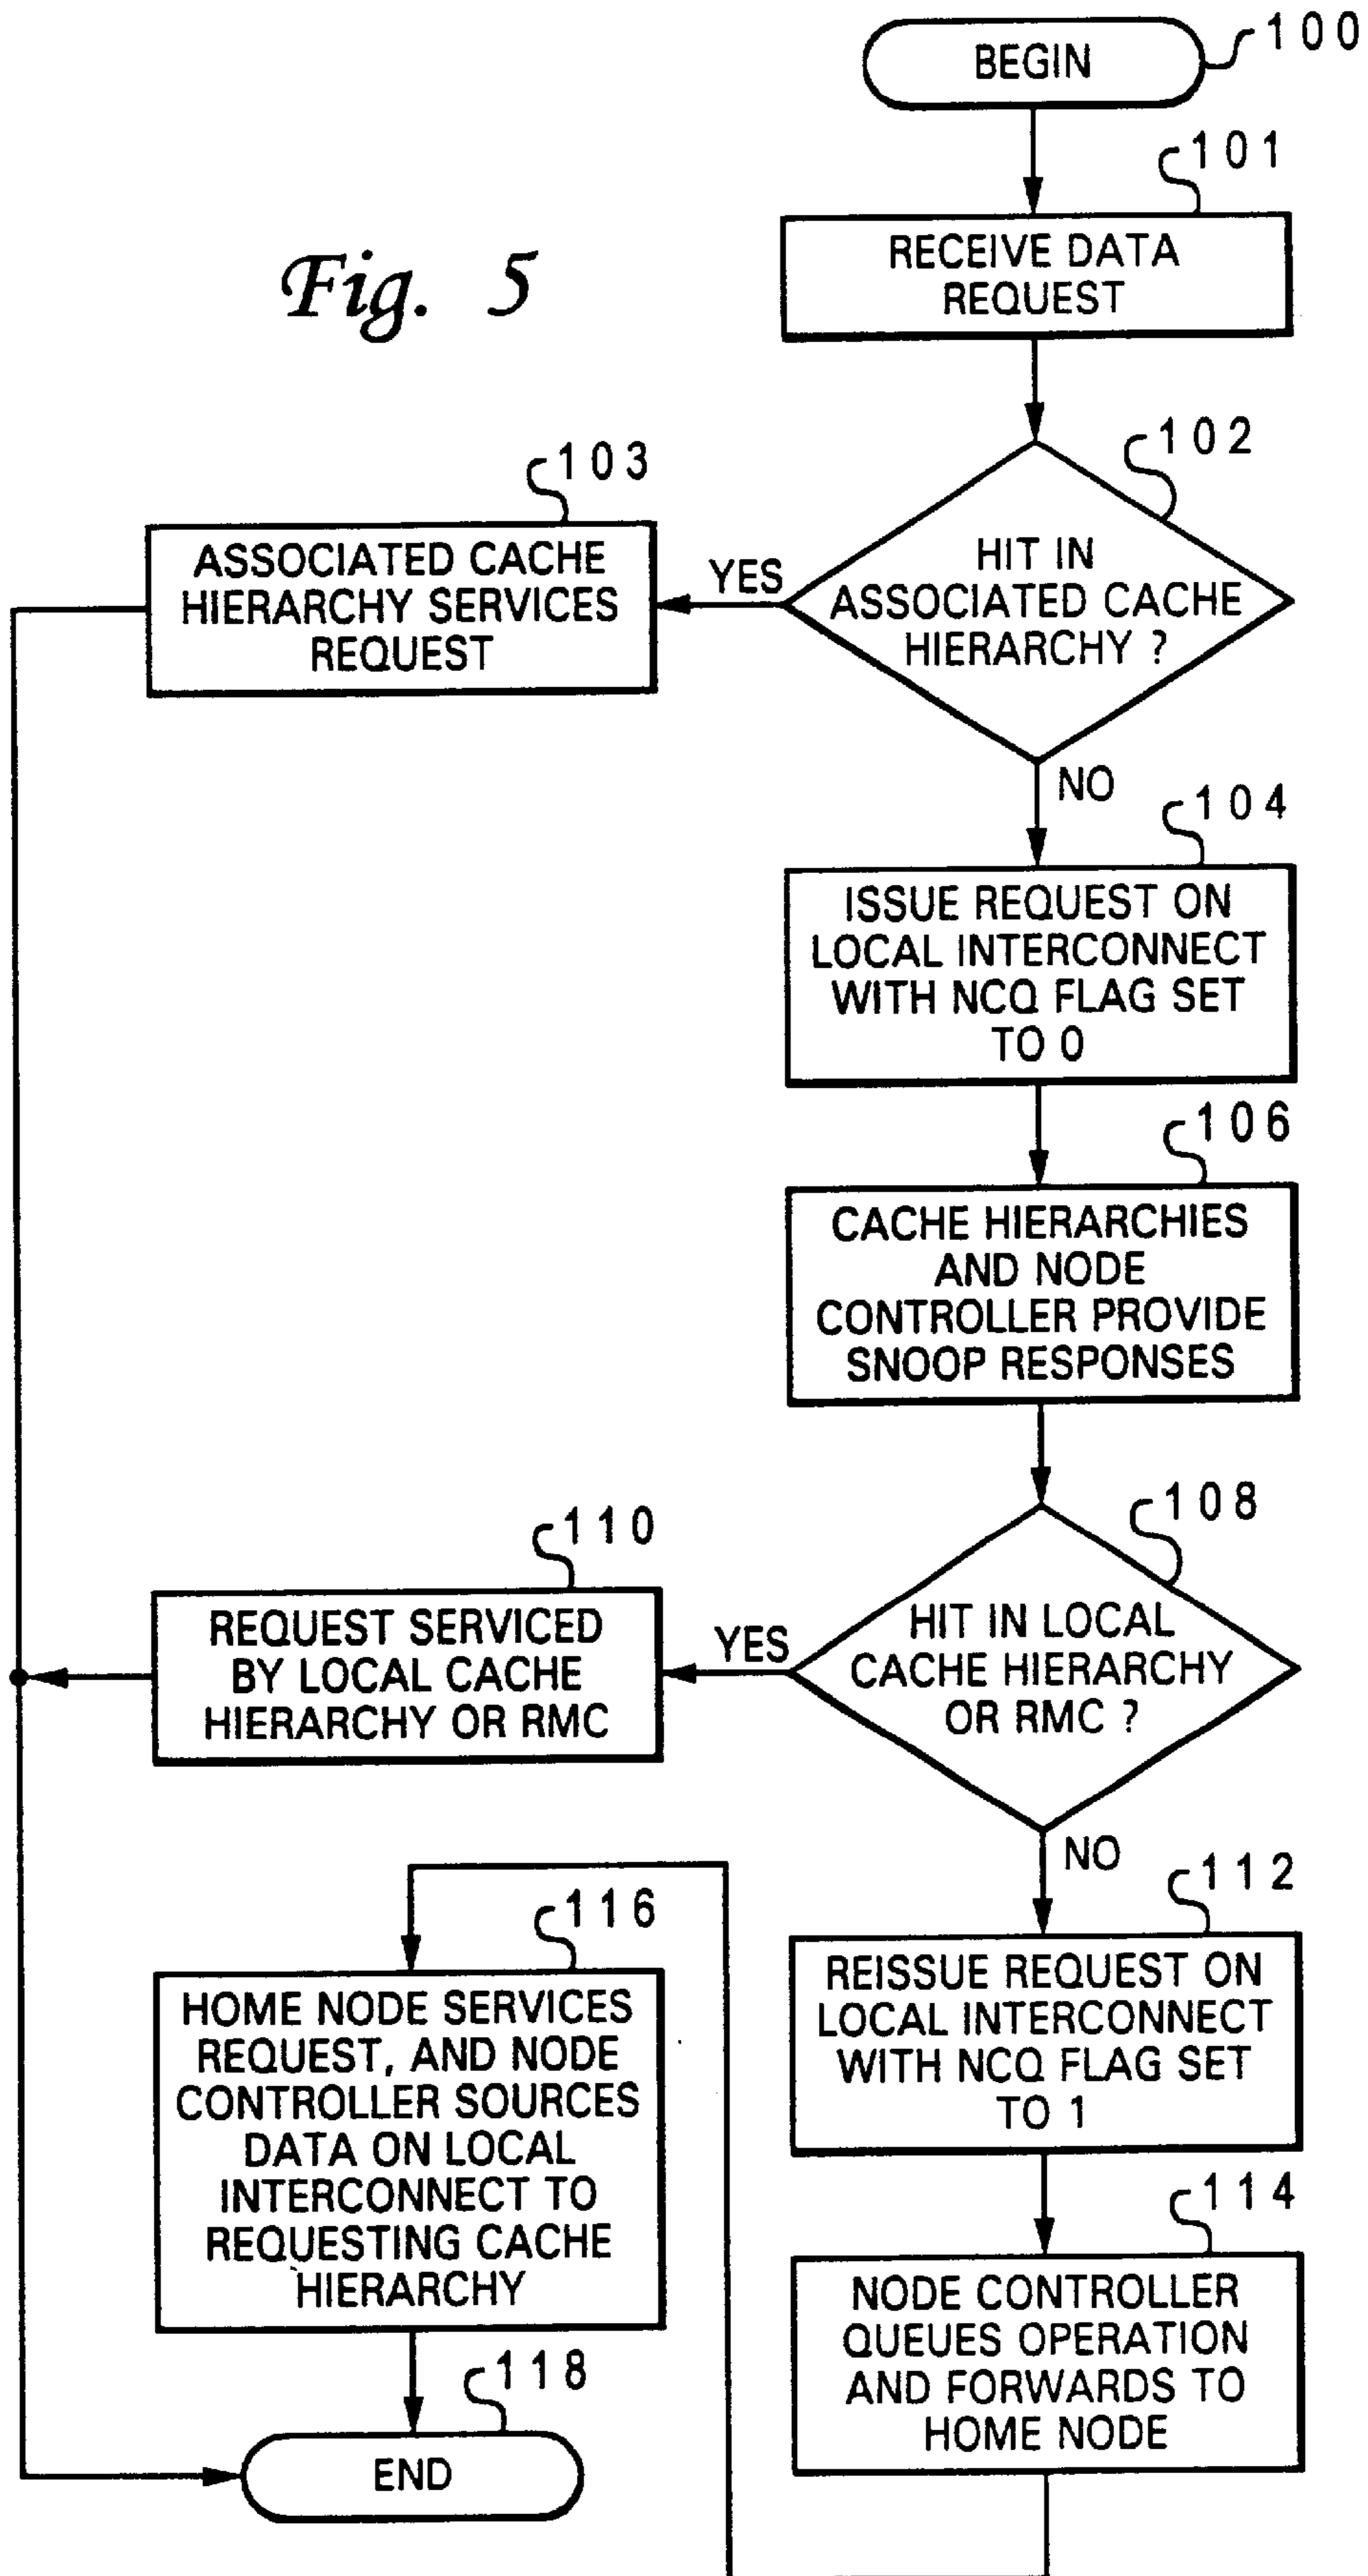 BEGIN
100
101
RECEIVE DATA
REQUEST
Fig. 5
102
HIT IN
ASSOCIATED CACHE
HIERARCHY ?
YES
103
ASSOCIATED CACHE
HIERARCHY SERVICES
REQUEST
NO
104
ISSUE REQUEST ON
LOCAL INTERCONNECT
WITH NCQ FLAG SET
TO 0
106
CACHE HIERARCHIES
AND NODE
CONTROLLER PROVIDE
SNOOP RESPONSES
108
HIT IN LOCAL
CACHE HIERARCHY
OR RMC ?
YES
110
REQUEST SERVICED
BY LOCAL CACHE
HIERARCHY OR RMC
NO
112
REISSUE REQUEST ON
LOCAL INTERCONNECT
WITH NCQ FLAG SET
TO 1
114
NODE CONTROLLER
QUEUES OPERATION
AND FORWARDS TO
HOME NODE
116
HOME NODE SERVICES
REQUEST, AND NODE
CONTROLLER SOURCES
DATA ON LOCAL
INTERCONNECT TO
REQUESTING CACHE
HIERARCHY
118
END